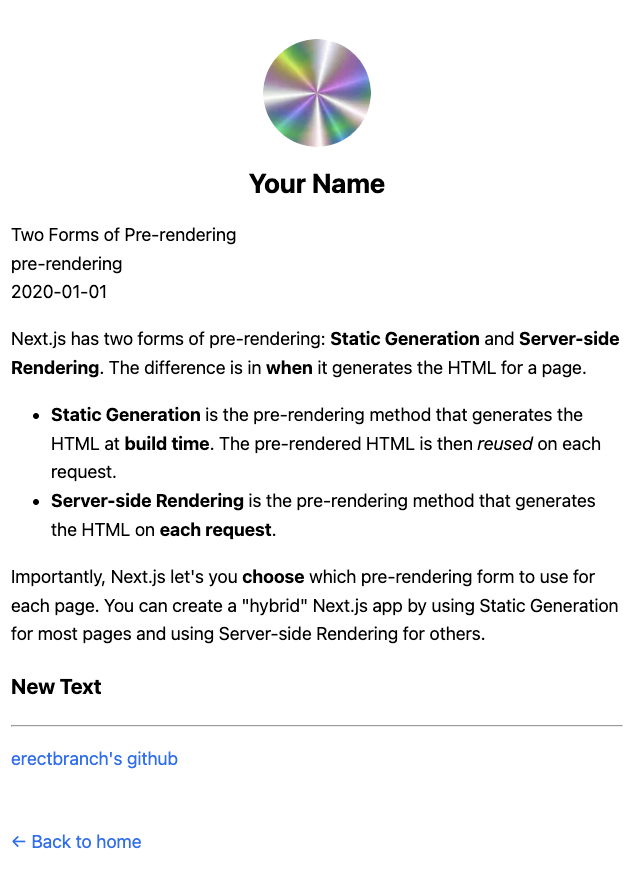 Your Name
Two Forms of Pre-rendering
pre-rendering
2020-01-01
Next.js has two forms of pre-rendering: Static Generation and Server-side
Rendering. The difference is in when it generates the HTML for a page.
• Static Generation is the pre-rendering method that generates the
HTML at build time. The pre-rendered HTML is then reused on each
request.
• Server-side Rendering is the pre-rendering method that generates
the HTML on each request.
Importantly, Next.js let's you choose which pre-rendering form to use for
each page. You can create a "hybrid" Next.js app by using Static Generation
for most pages and using Server-side Rendering for others.
New Text
erectbranch's github
← Back to home